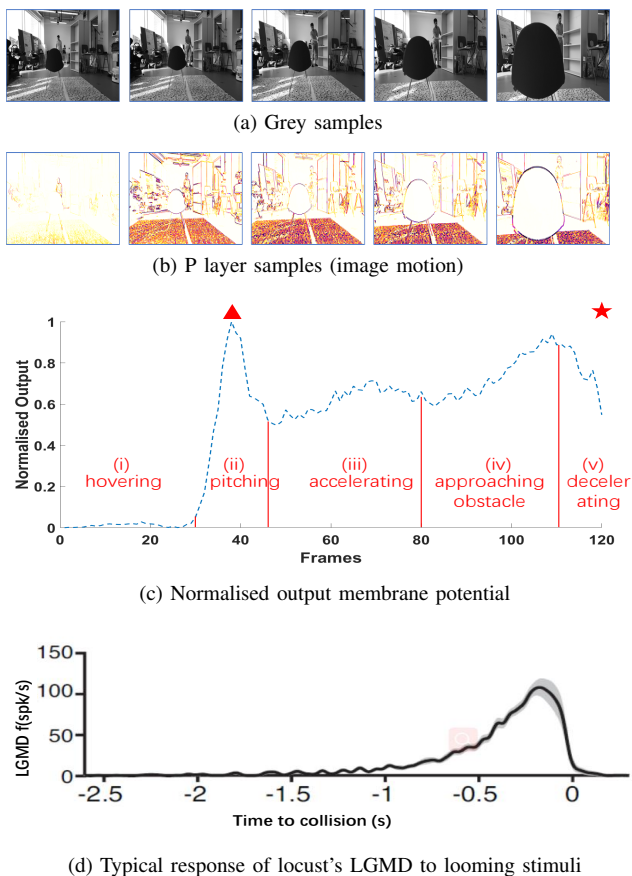 (a) Grey samples
(b) P layer samples (image motion)
Normalised Output
1
0.8
0.6
0.4
0.2
0
(i)
hovering
(ii)
pitching
(iii)
accelerating
(iv)
approaching
obstacle
(v)
deceler
ating
0 20 40 60 80 100 120
Frames
(c) Normalised output membrane potential
LGMD f(spk/s)
150
100
50
0
-2.5 -2 -1.5 -1 -0.5 0
Time to collision (s)
(d) Typical response of locust's LGMD to looming stimuli